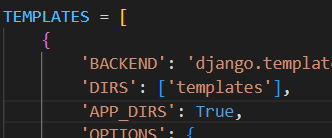 TEMPLATES = [
{
'BACKEND': 'django.templat
'DIRS': ['templates'],
'APP_DIRS': True,
'OPTIONS': {